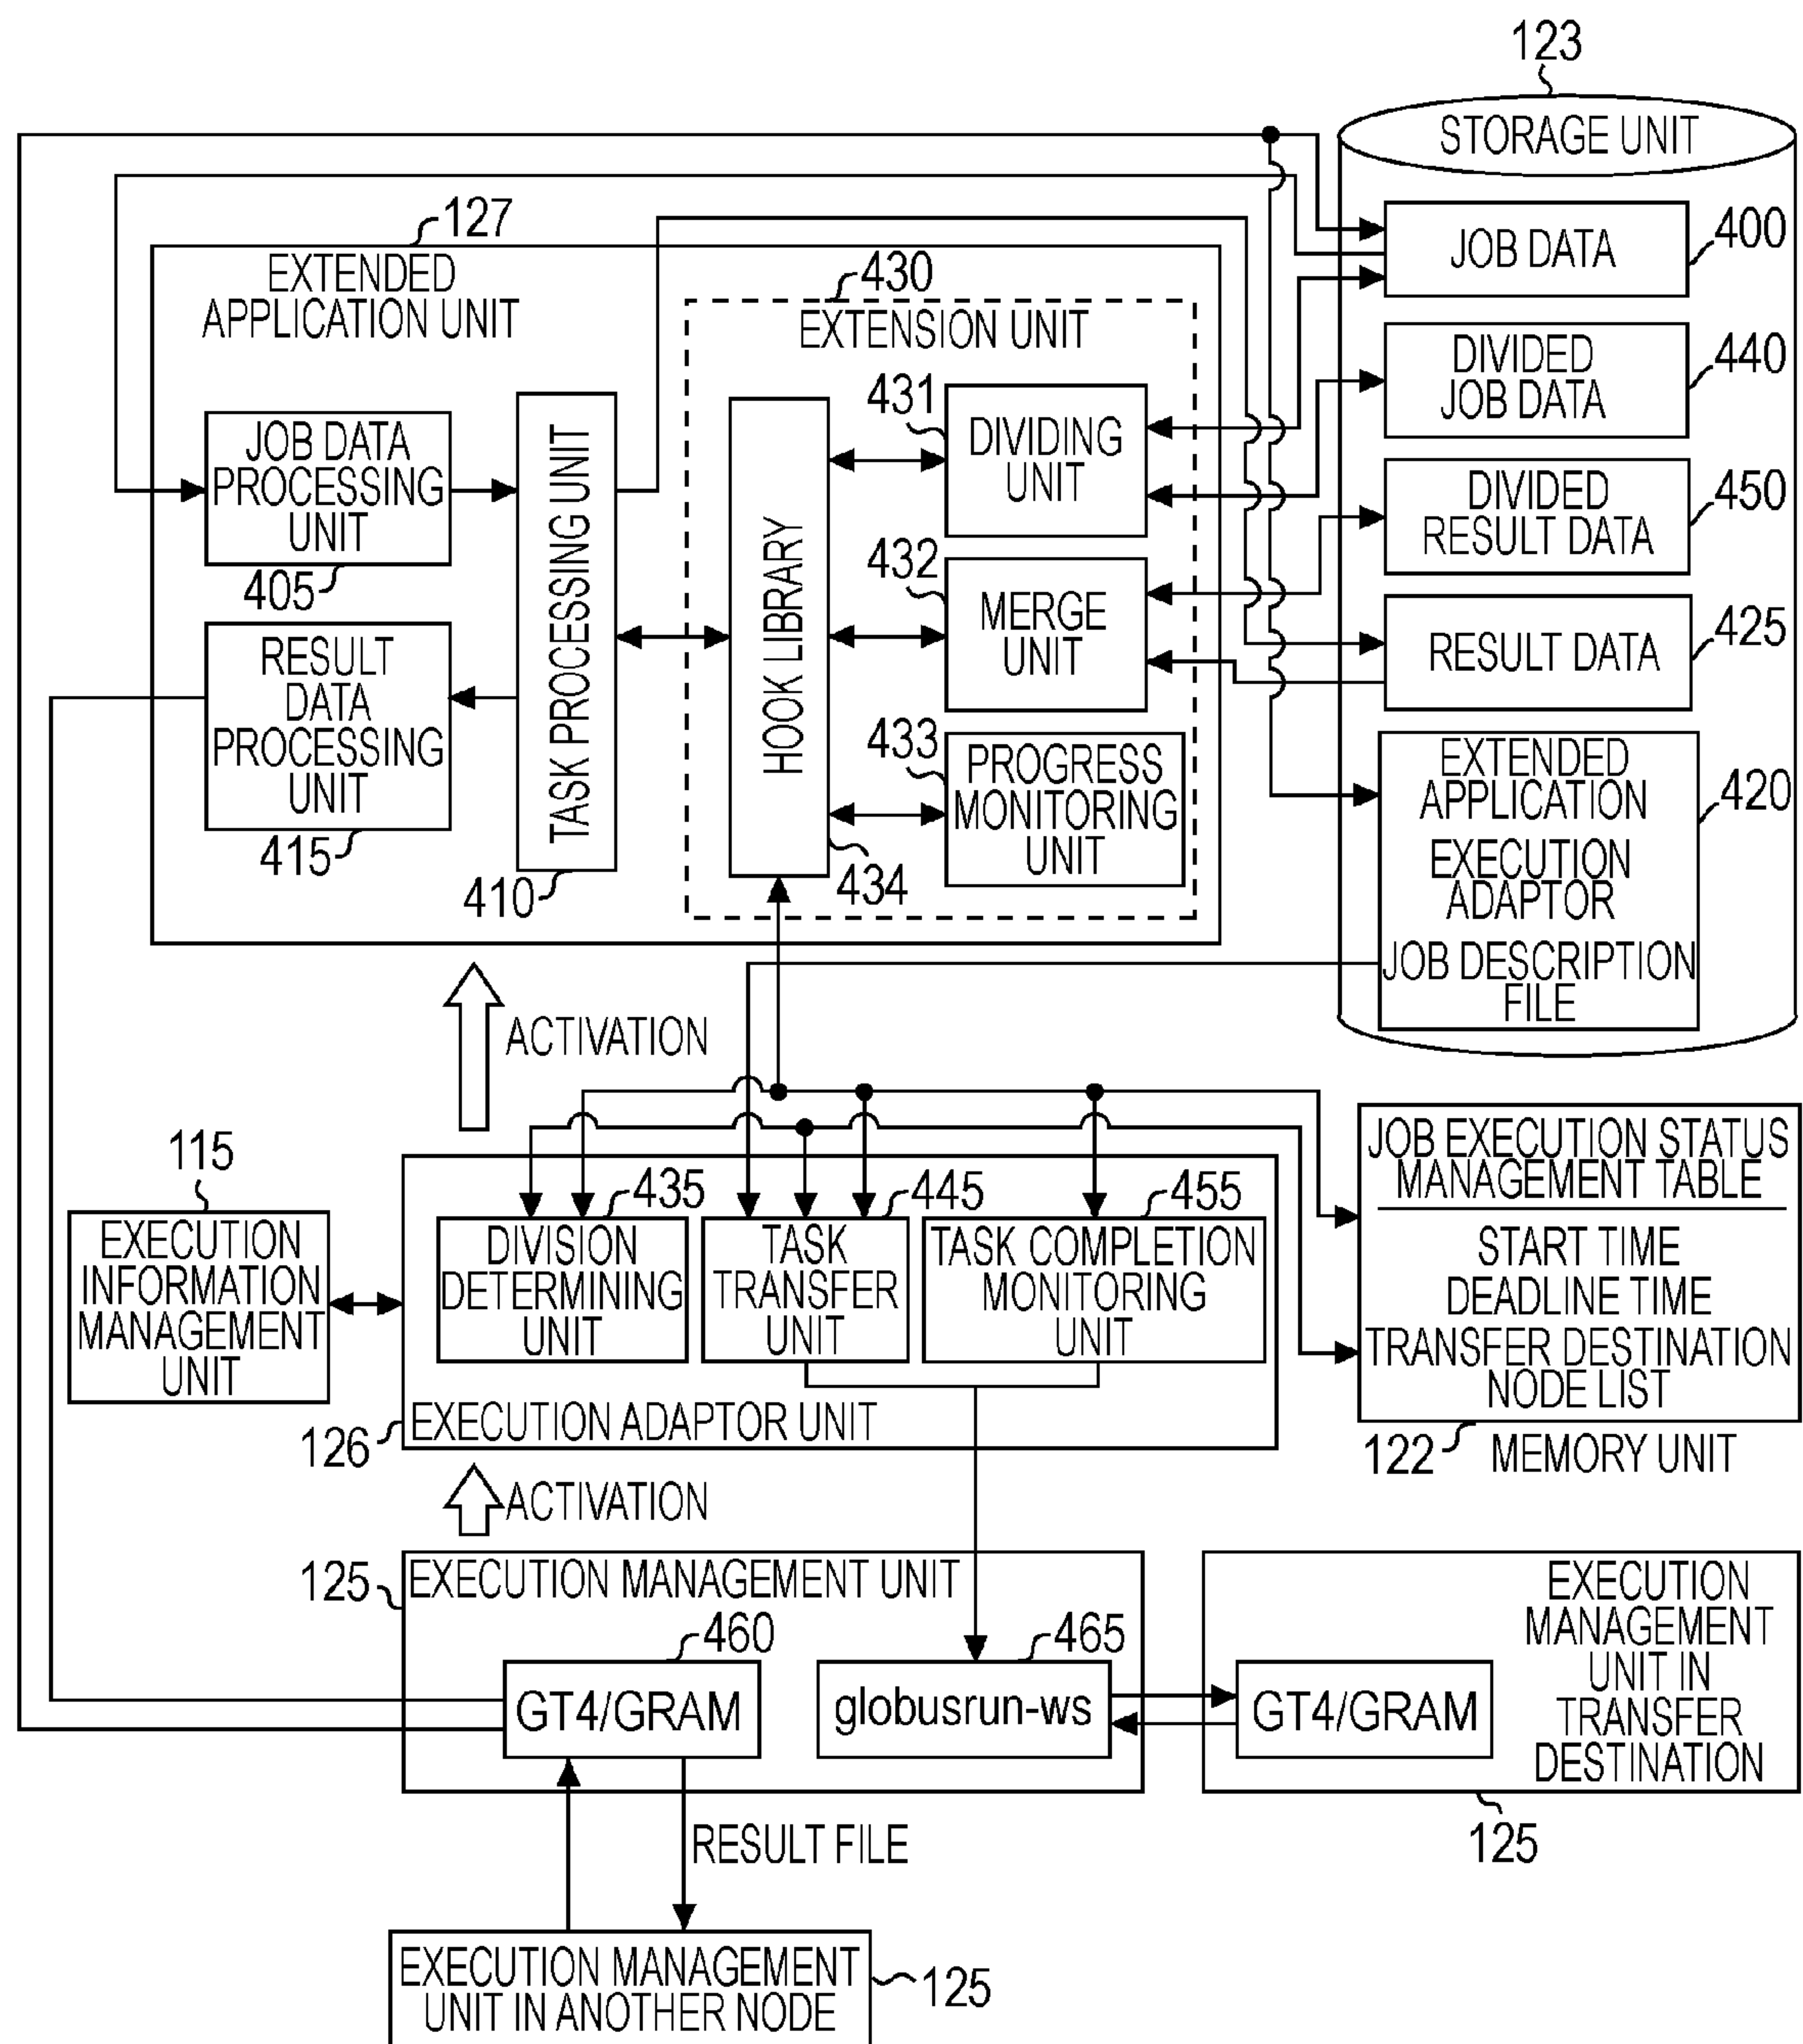 123
STORAGE UNIT
127
EXTENDED
APPLICATION UNIT
430
EXTENSION UNIT
JOB DATA
400
DIVIDED
JOB DATA
440
431
DIVIDING
UNIT
JOB DATA
PROCESSING
UNIT
405
TASK PROCESSING UNIT
410
HOOK LIBRARY
434
DIVIDED
RESULT DATA
450
432
MERGE
UNIT
RESULT DATA
425
RESULT
DATA
PROCESSING
UNIT
415
433
PROGRESS
MONITORING
UNIT
EXTENDED
APPLICATION
EXECUTION
ADAPTOR
JOB DESCRIPTION
FILE
420
ACTIVATION
115
EXECUTION
INFORMATION
MANAGEMENT
UNIT
435
DIVISION
DETERMINING
UNIT
445
TASK
TRANSFER
UNIT
455
TASK COMPLETION
MONITORING
UNIT
126
EXECUTION ADAPTOR UNIT
JOB EXECUTION STATUS
MANAGEMENT TABLE
START TIME
DEADLINE TIME
TRANSFER DESTINATION
NODE LIST
122
MEMORY UNIT
ACTIVATION
125
EXECUTION MANAGEMENT UNIT
460
GT4/GRAM
465
globusrun-ws
GT4/GRAM
EXECUTION
MANAGEMENT
UNIT IN
TRANSFER
DESTINATION
125
RESULT FILE
EXECUTION MANAGEMENT
UNIT IN ANOTHER NODE
125